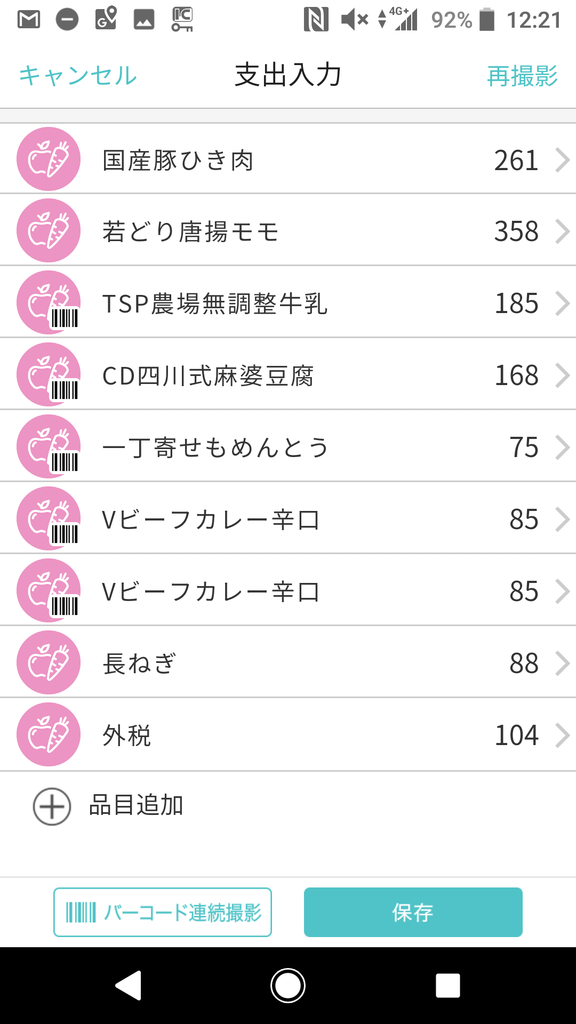 4G+ 92% 12:21
キャンセル 支出入力 再撮影
国産豚ひき肉 261
若どり唐揚モモ 358
TSP農場無調整牛乳 185
CD四川式麻婆豆腐 168
一丁寄せもめんとう 75
Vビーフカレー辛口 85
Vビーフカレー辛口 85
長ねぎ 88
外税 104
品目追加
バーコード連続撮影 保存